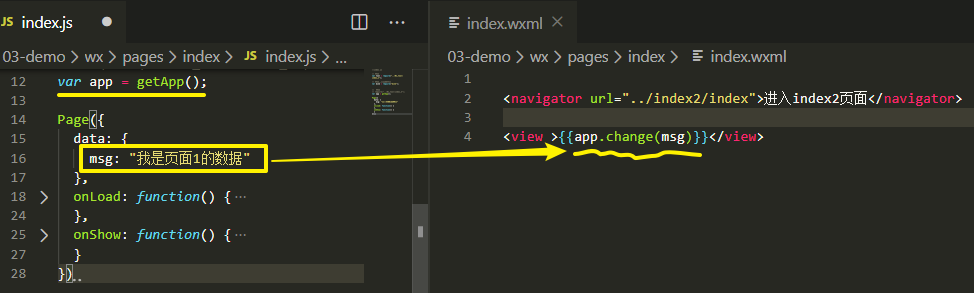 JS index.js
03-demo > wx > pages > index > JS index.js > ...
12 var app = getApp();
13
14 Page({
15 data: {
16 msg: "我是页面1的数据"
17 },
18 onLoad: function() {…
24 },
25 onShow: function() {…
27 }
28 })..
index.wxml
03-demo > wx > pages > index > index.wxml
1
2 <navigator url="../index2/index">进入index2页面</navigator>
3
4 <view >{{app.change(msg)}}</view>